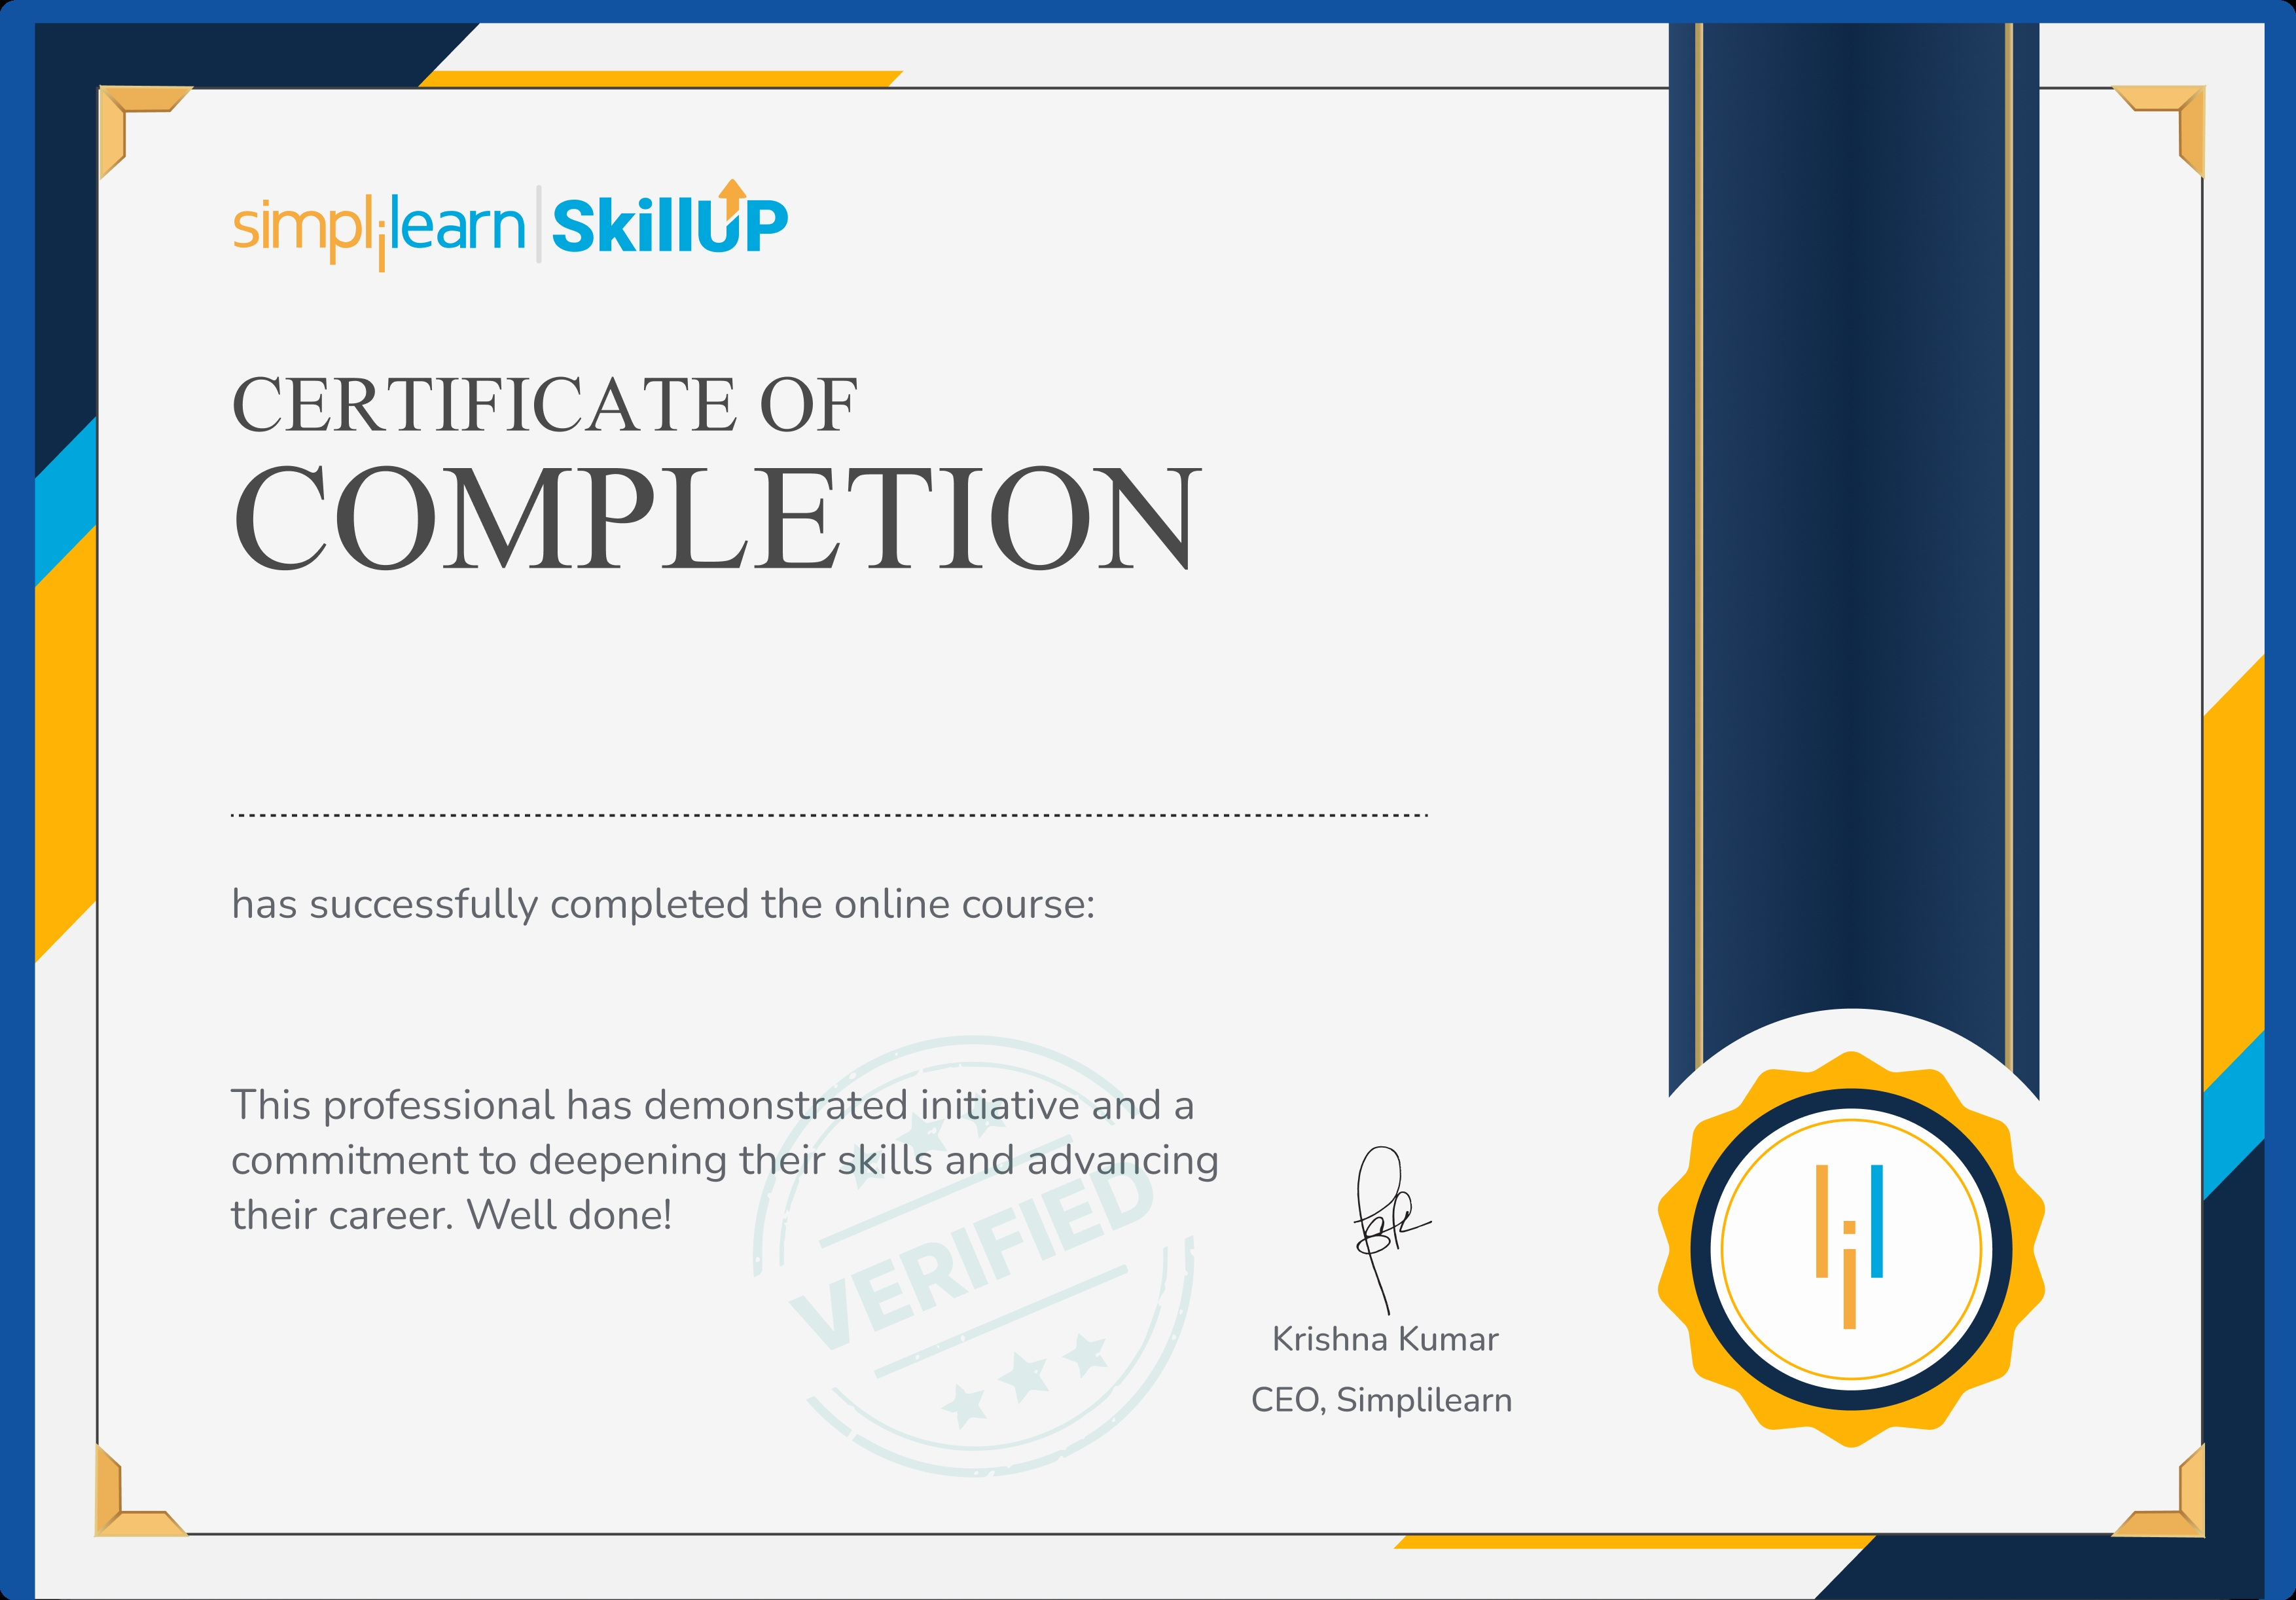 simplilearn | SkillUP
CERTIFICATE OF
COMPLETION
has successfully completed the online course:
This professional has demonstrated initiative and a
commitment to deepening their skills and advancing
their career. Well done!
VERIFIED
Krishna Kumar
CEO, Simplilearn